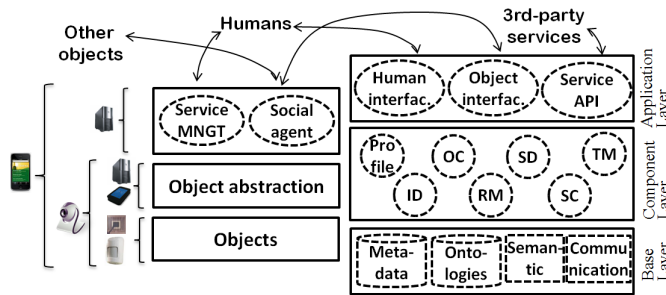 Humans
Other
objects
3rd-party
services
Service
MNGT
Social
agent
Human
interfac.
Object
interfac.
Service
API
Application
Layer
Object abstraction
Pro
file
OC
SD
TM
ID
RM
SC
Component
Layer
Objects
Meta-
data
Onto-
logies
Seman-
tic
Commu
nication
Base
Layer